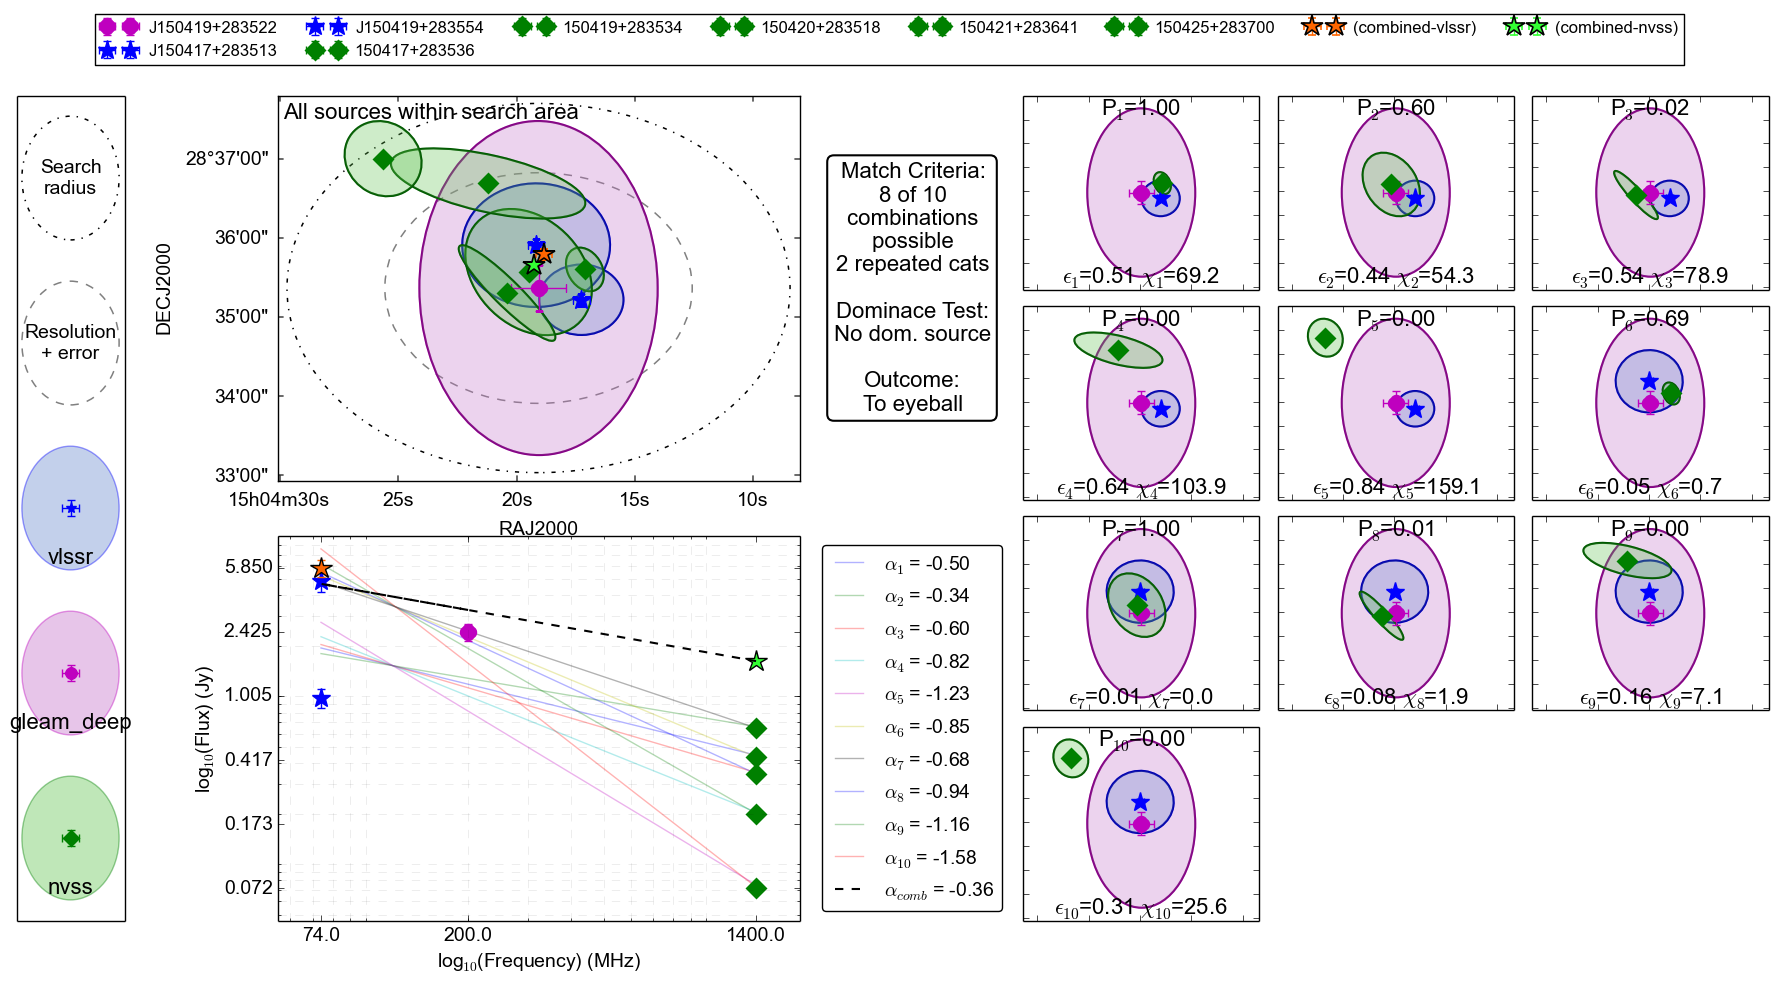 J150419+283522
J150419+283554
150419+283534
150420+283518
150421+283641
150425+283700
(combined-vlssr)
(combined-nvss)
J150417+283513
150417+283536
Search
radius
Resolution
+ error
vlssr
gleam_deep
nvss
All sources within search area
DECJ2000
28°37'00"
36'00"
35'00"
34'00"
33'00"
15h04m30s
25s
20s
15s
10s
RAJ2000
Match Criteria:
8 of 10
combinations
possible
2 repeated cats
Dominace Test:
No dom. source
Outcome:
To eyeball
log₁₀(Flux) (Jy)
5.850
2.425
1.005
0.417
0.173
0.072
74.0
200.0
1400.0
log₁₀(Frequency) (MHz)
α₁ = -0.50
α₂ = -0.34
α₃ = -0.60
α₄ = -0.82
α₅ = -1.23
α₆ = -0.85
α₇ = -0.68
α₈ = -0.94
α₉ = -1.16
α₁₀ = -1.58
α_comb = -0.36
P₁=1.00
ϵ₁=0.51 χ₁=69.2
P₂=0.60
ϵ₂=0.44 χ₂=54.3
P₃=0.02
ϵ₃=0.54 χ₃=78.9
P₄=0.00
ϵ₄=0.64 χ₄=103.9
P₅=0.00
ϵ₅=0.84 χ₅=159.1
P₆=0.69
ϵ₆=0.05 χ₆=0.7
P₇=1.00
ϵ₇=0.01 χ₇=0.0
P₈=0.01
ϵ₈=0.08 χ₈=1.9
P₉=0.00
ϵ₉=0.16 χ₉=7.1
P₁₀=0.00
ϵ₁₀=0.31 χ₁₀=25.6